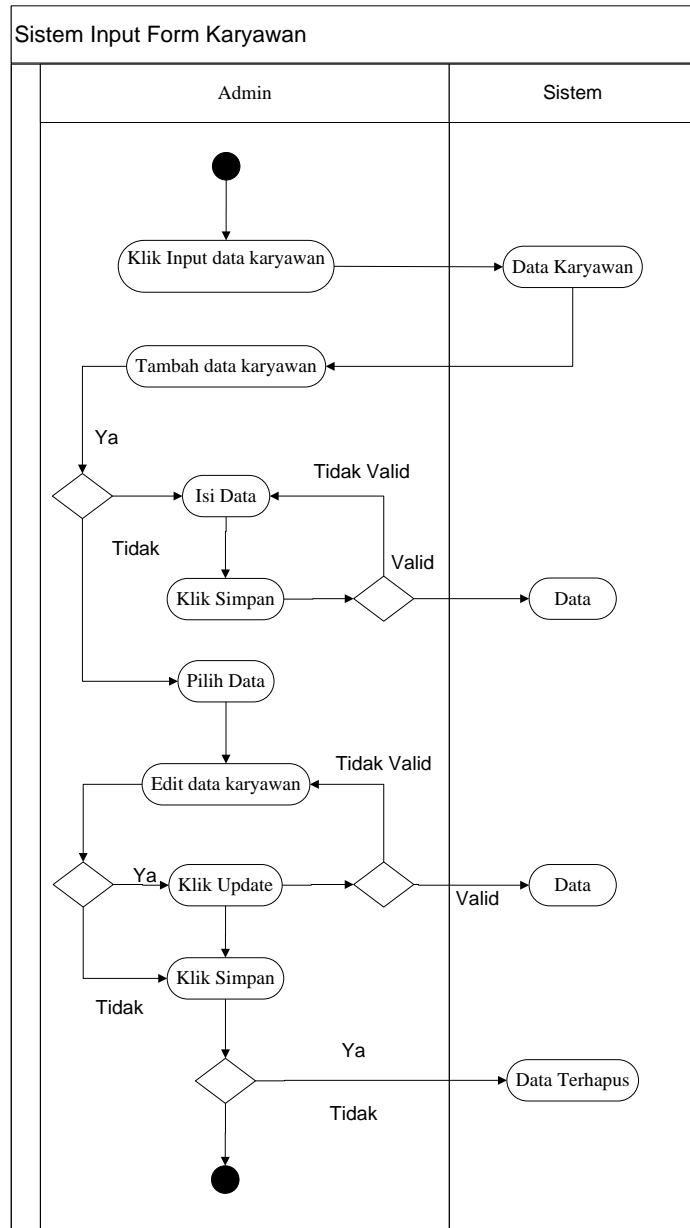 Sistem Input Form Karyawan
Admin
Sistem
Klik Input data karyawan
Data Karyawan
Tambah data karyawan
Ya
Tidak Valid
Isi Data
Tidak
Valid
Klik Simpan
Data
Pilih Data
Tidak Valid
Edit data karyawan
Ya
Klik Update
Valid
Data
Klik Simpan
Tidak
Ya
Data Terhapus
Tidak